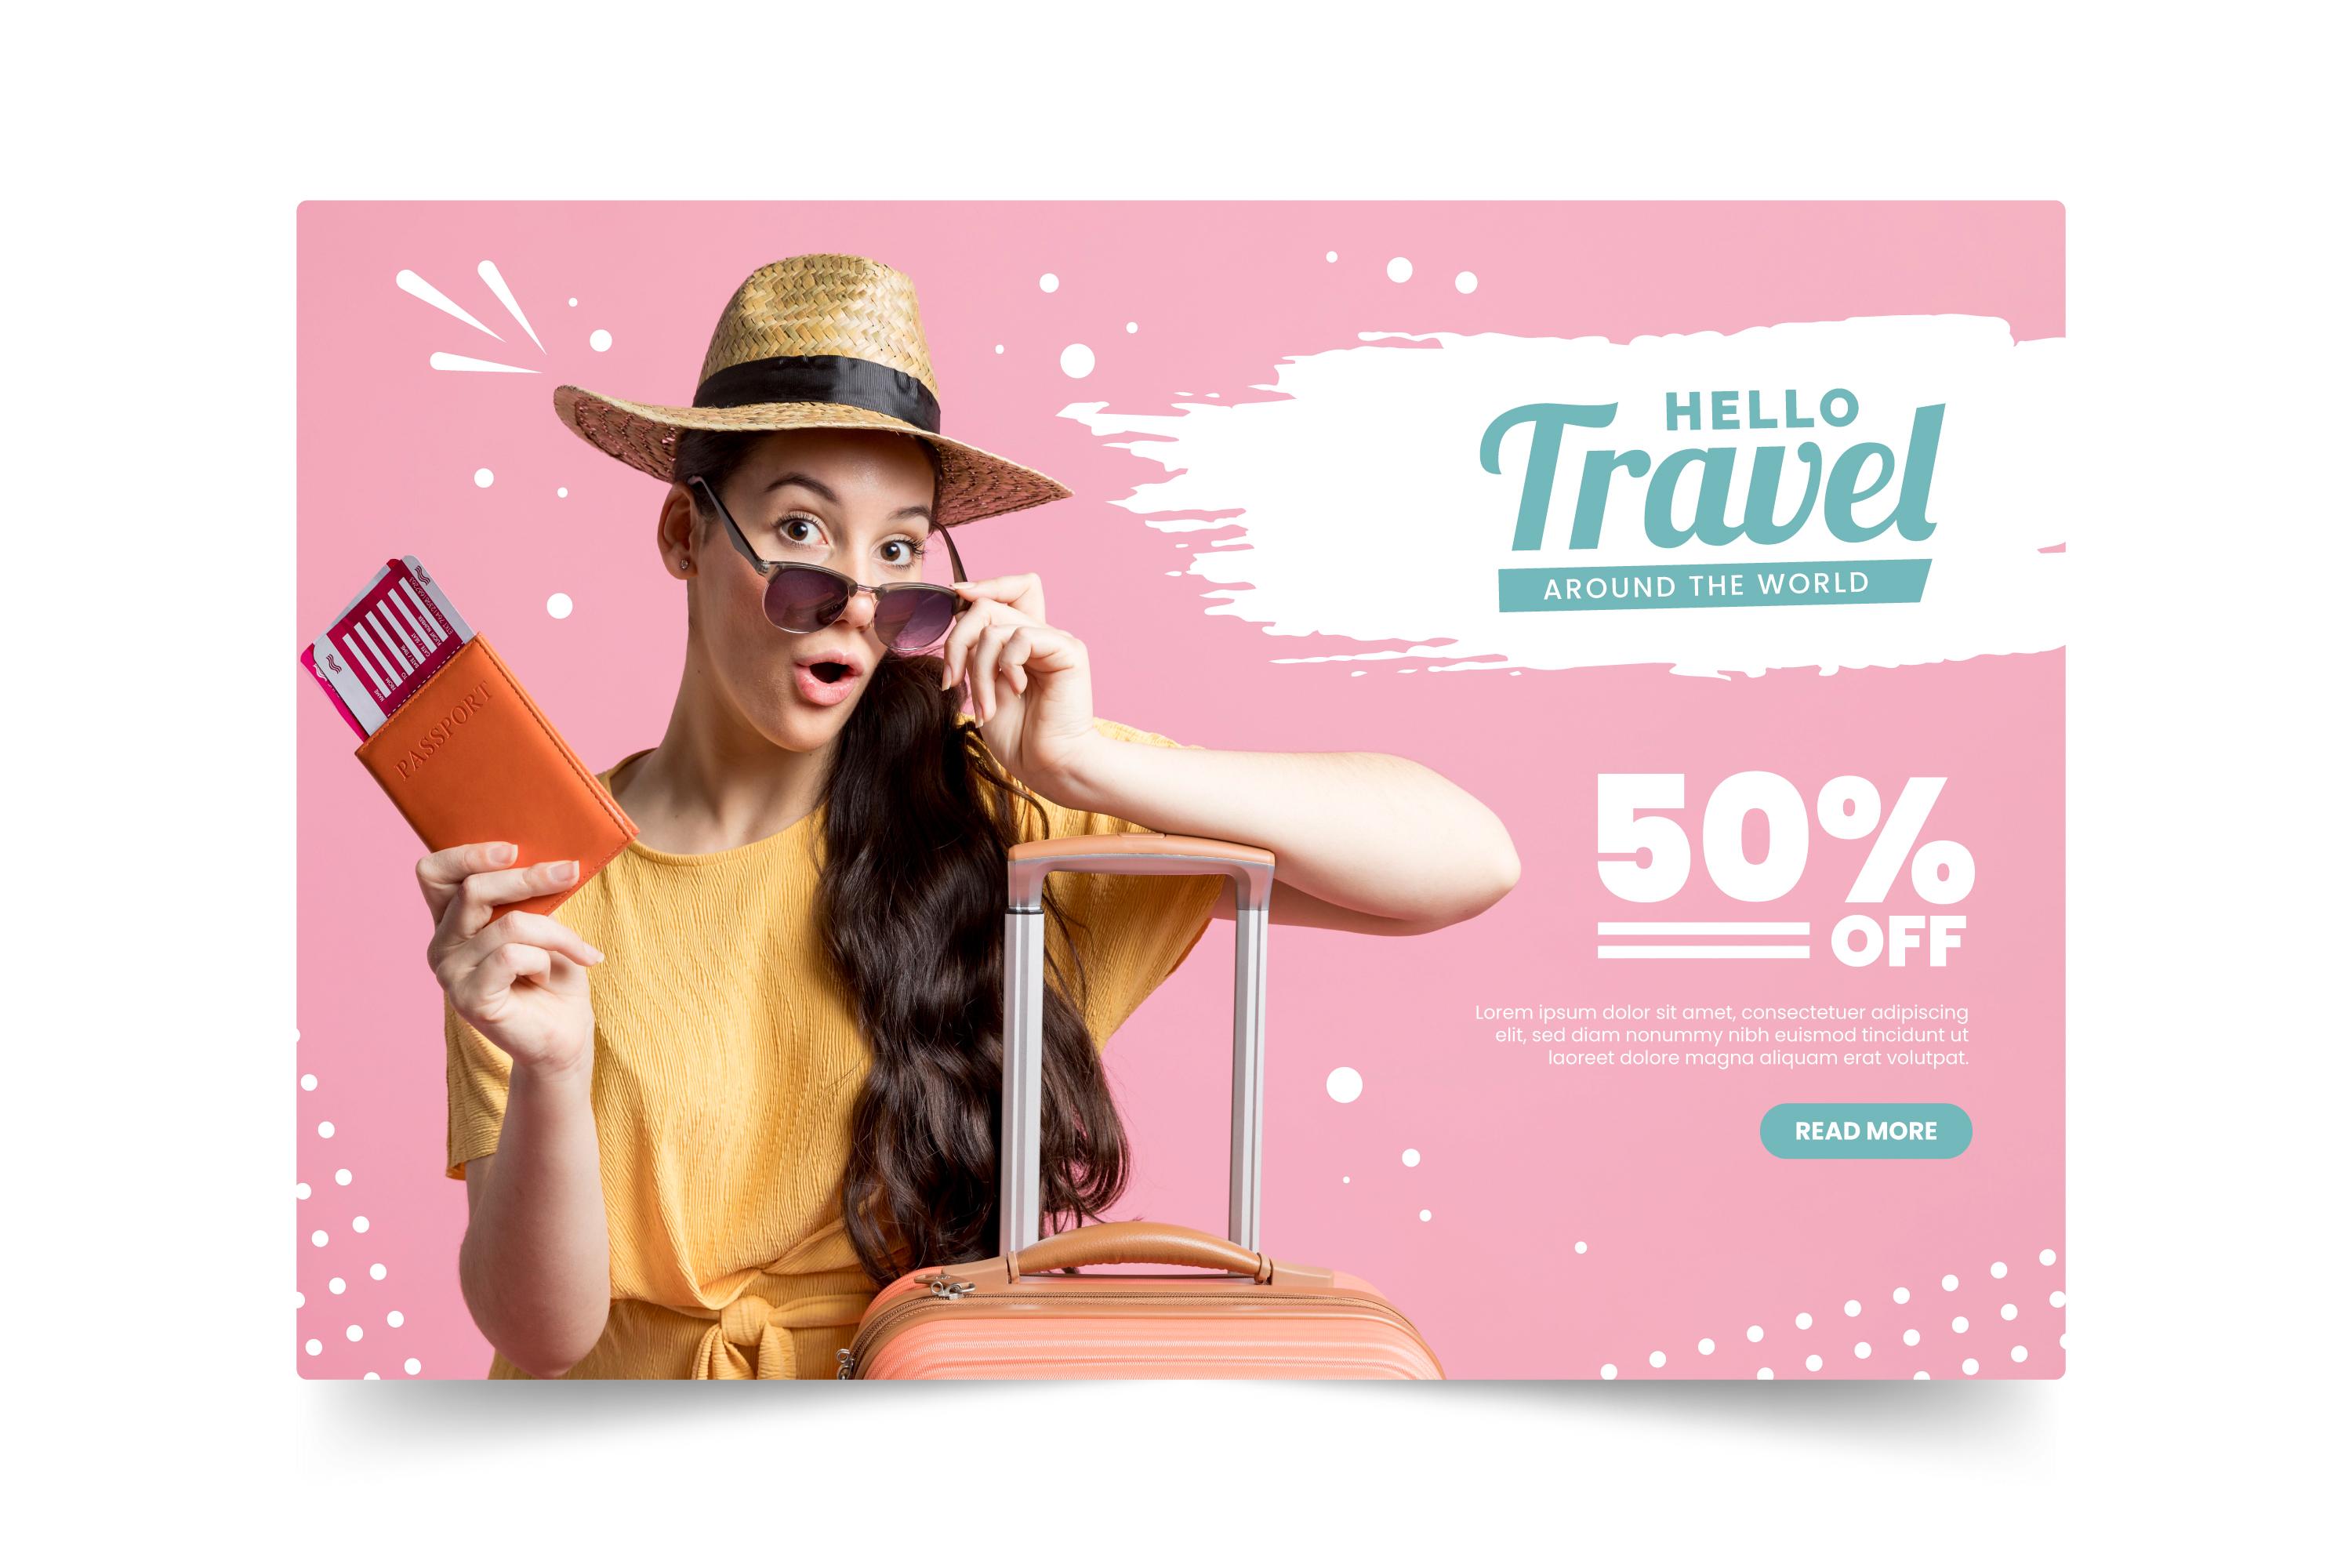 HELLO
Travel
AROUND THE WORLD
50%
OFF
Lorem ipsum dolor sit amet, consectetuer adipiscing
elit, sed diam nonummy nibh euismod tincidunt ut
laoreet dolore magna aliquam erat volutpat.
READ MORE
PASSPORT